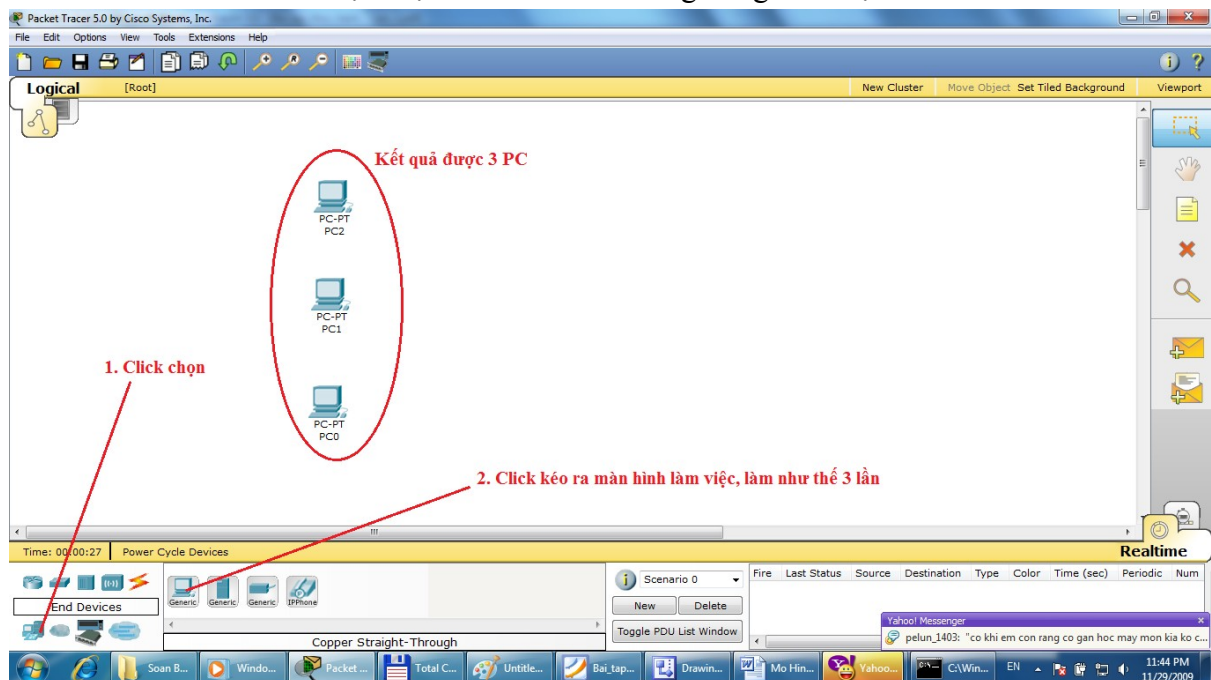 Packet Tracer 5.0 by Cisco Systems, Inc.
File Edit Options View Tools Extensions Help
Logical [Root] New Cluster Move Object Set Tiled Background Viewport
Kết quả được 3 PC
PC-PT
PC2
PC-PT
PC1
1. Click chọn
PC-PT
PC0
2. Click kéo ra màn hình làm việc, làm như thế 3 lần
Time: 00:00:27 Power Cycle Devices Realtime
Fire Last Status Source Destination Type Color Time (sec) Periodic Num
Scenario 0
Generic Generic Generic IPPhone
End Devices
New Delete
Toggle PDU List Window
Copper Straight-Through
Yahoo! Messenger
pelun_1403: "co khi em con rang co gan hoc may mon kia ko c...
Soan B... Windo... Packet ... Total C... Untitle... Bai_tap... Drawin... Mo Hin... Yahoo... C:\Win... EN 11:44 PM
11/29/2009